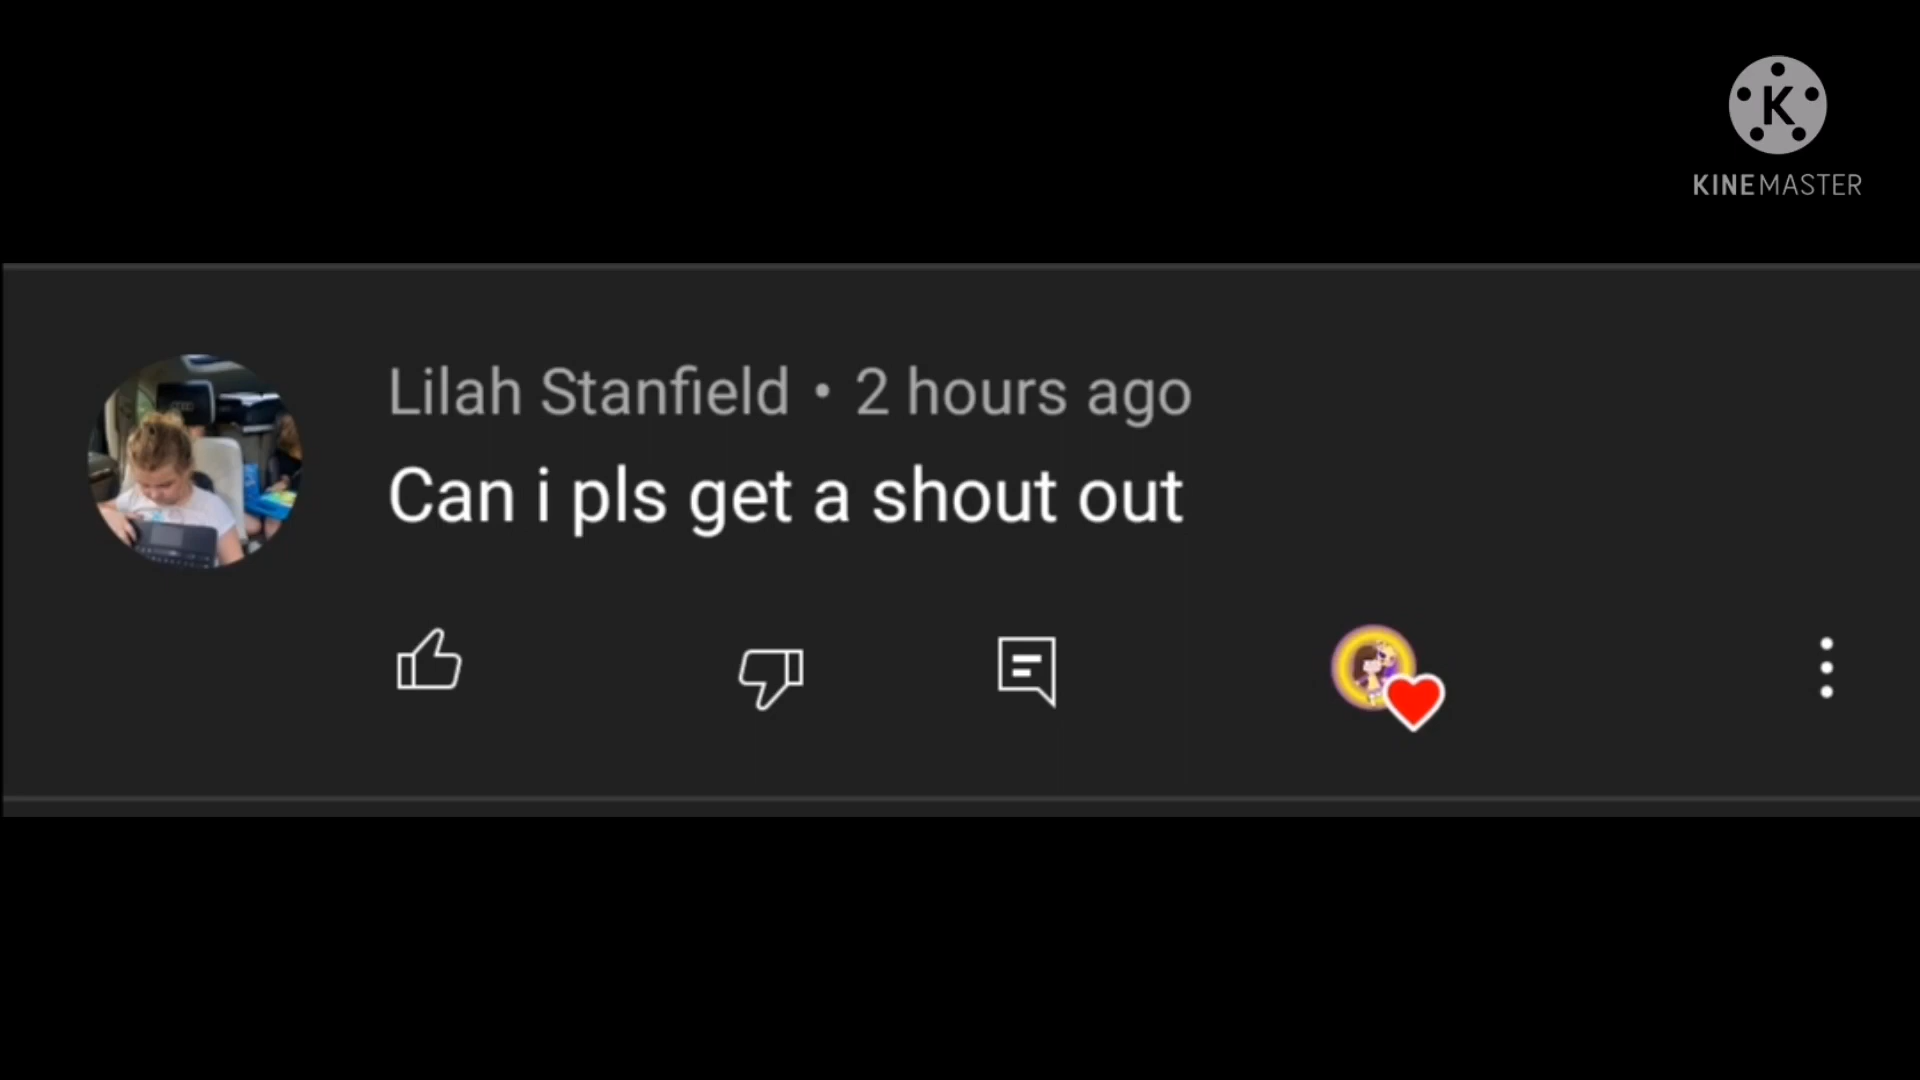 KINEMASTER
Lilah Stanfield • 2 hours ago
Can i pls get a shout out